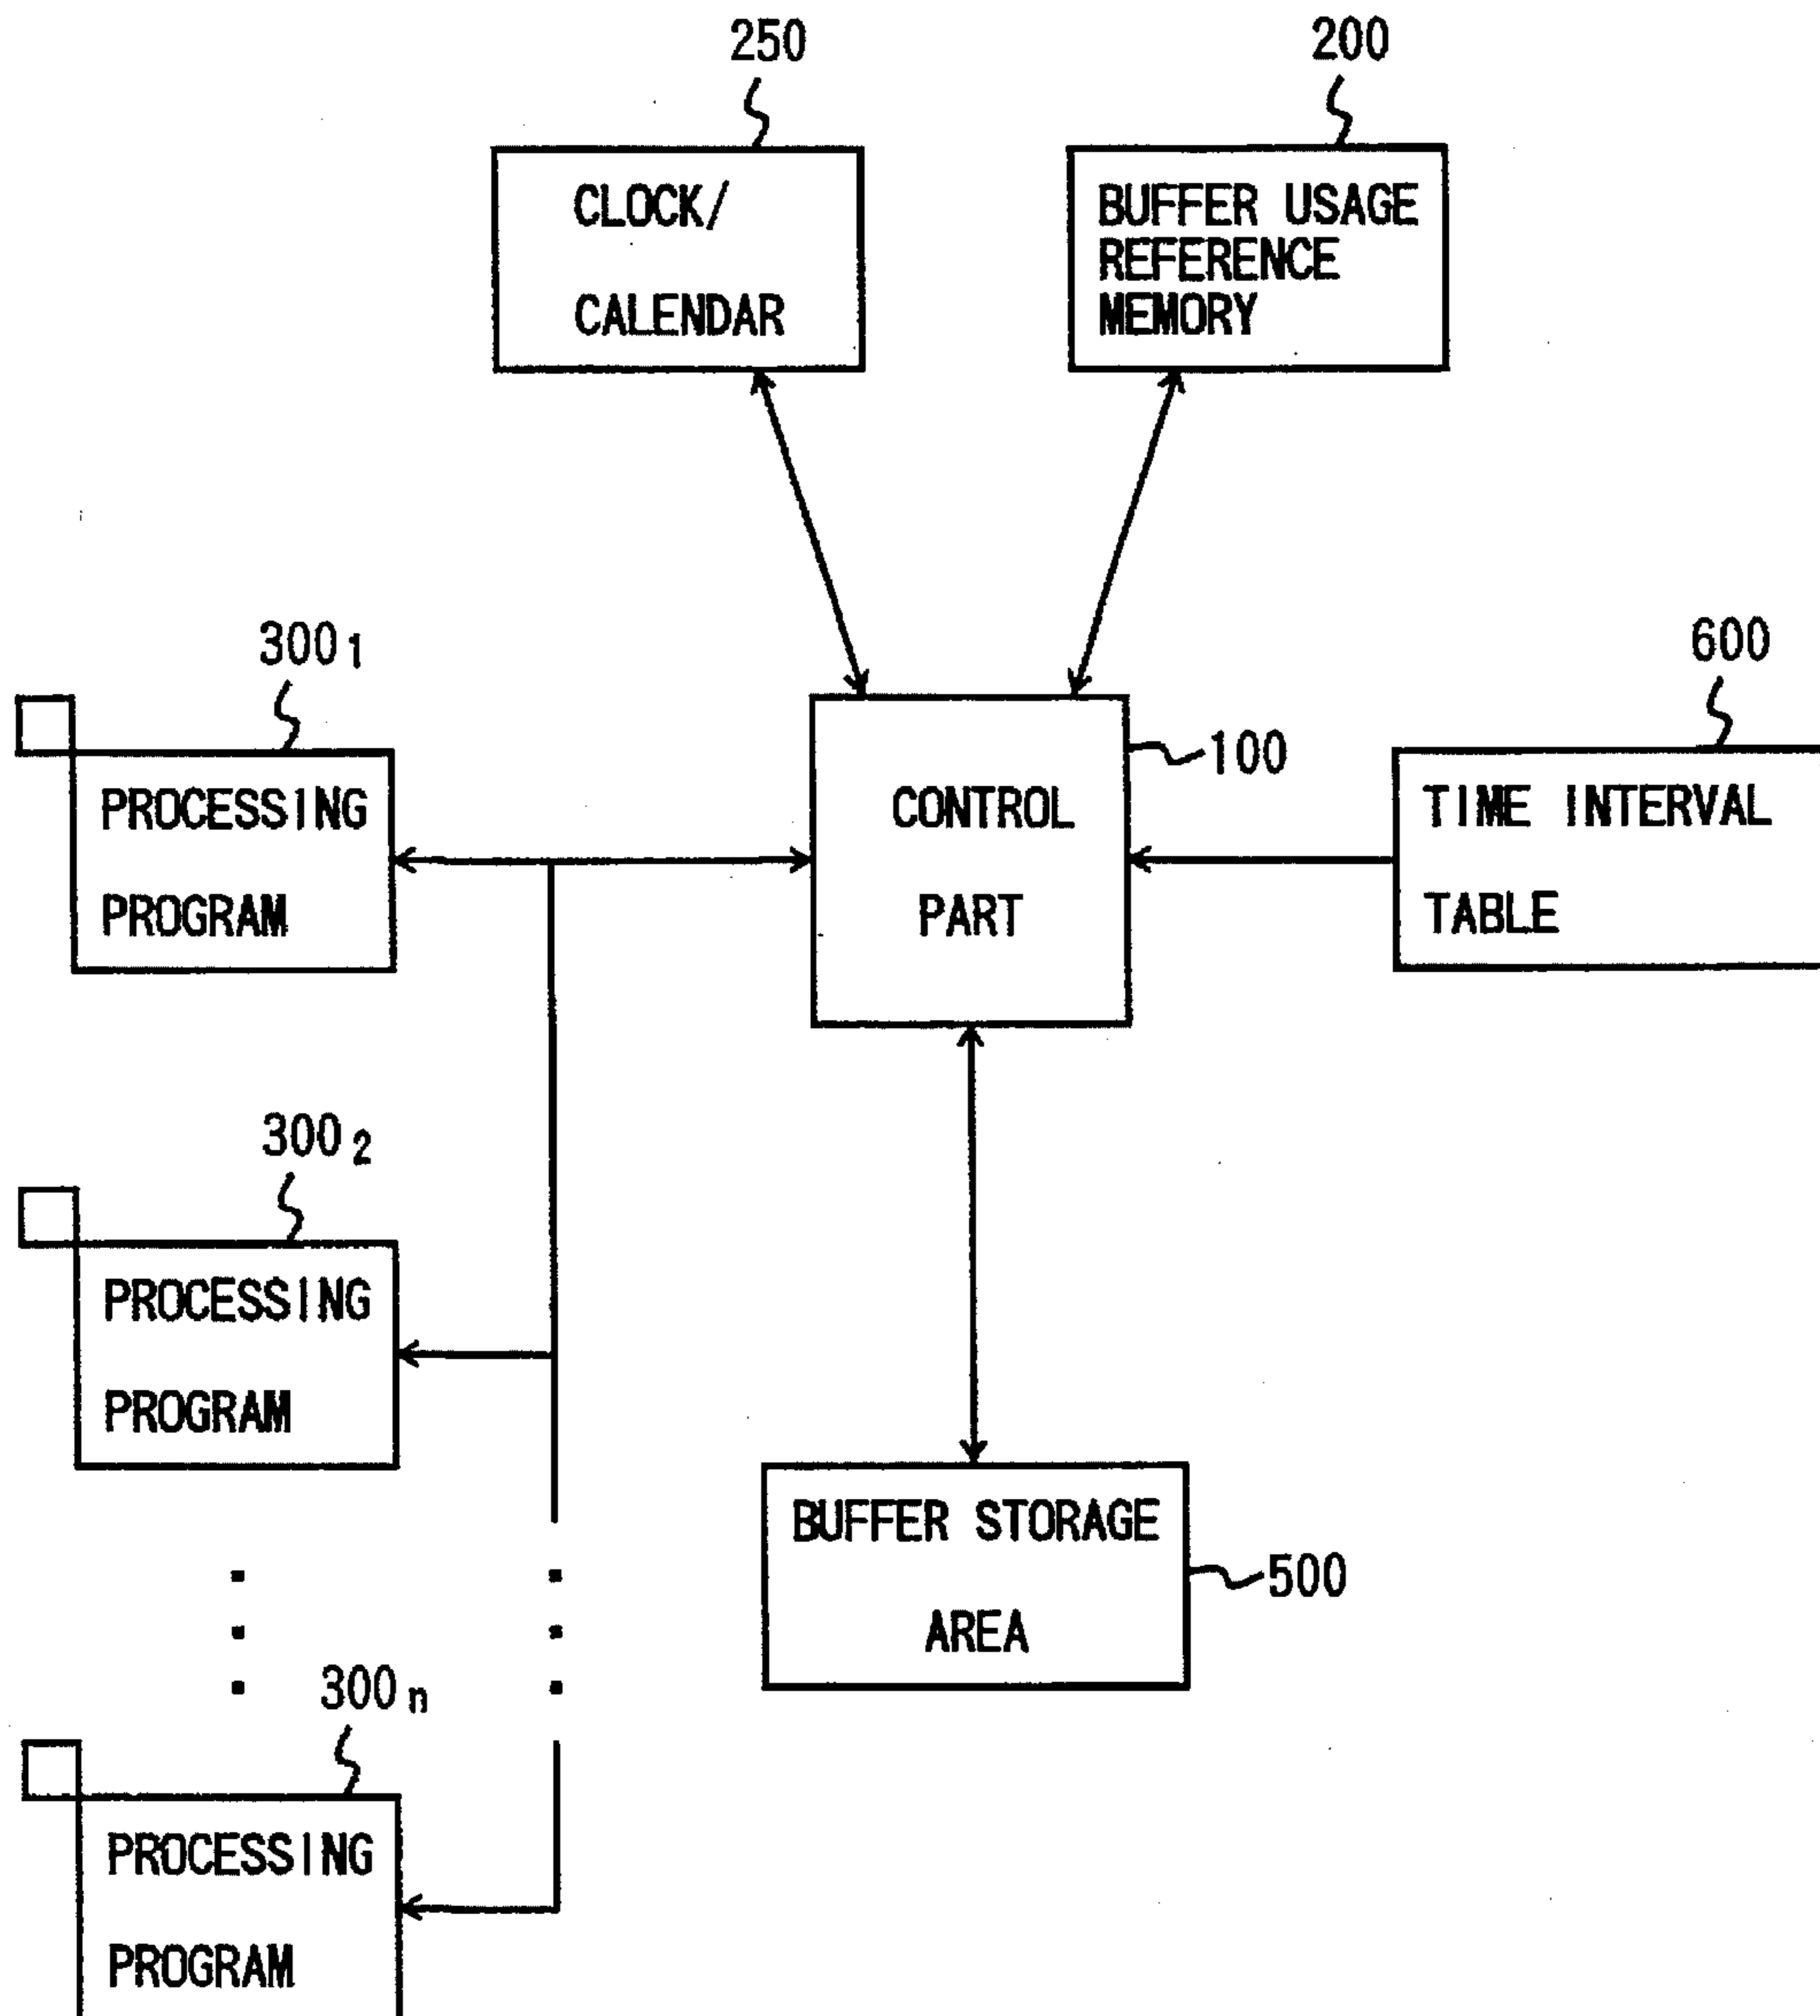 250
200
CLOCK/
CALENDAR
BUFFER USAGE
REFERENCE
MEMORY
300₁
600
100
PROCESSING
PROGRAM
CONTROL
PART
TIME INTERVAL
TABLE
300₂
PROCESSING
PROGRAM
BUFFER STORAGE
AREA
500
300ₙ
PROCESSING
PROGRAM